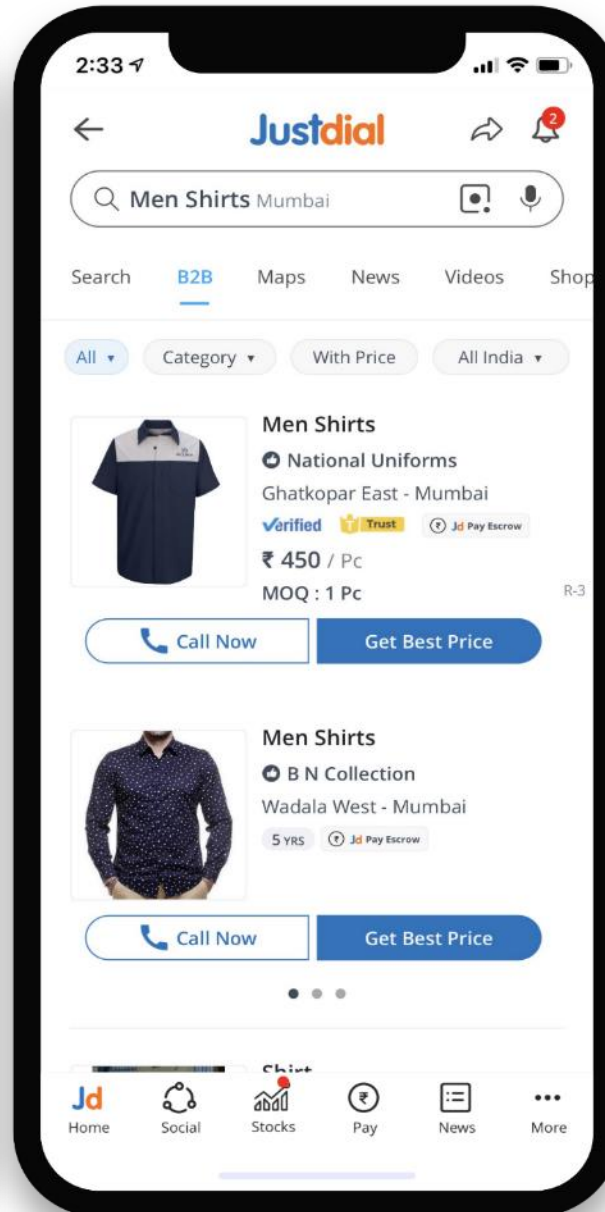 2:33
Justdial
2
Men Shirts Mumbai
Search B2B Maps News Videos Shop
All Category With Price All India
Men Shirts
National Uniforms
Ghatkopar East - Mumbai
Verified Trust Jd Pay Escrow
₹ 450 / Pc
MOQ : 1 Pc
R-3
Call Now Get Best Price
Men Shirts
B N Collection
Wadala West - Mumbai
5 YRS Jd Pay Escrow
Call Now Get Best Price
Shirt
Jd
Home Social Stocks Pay News More